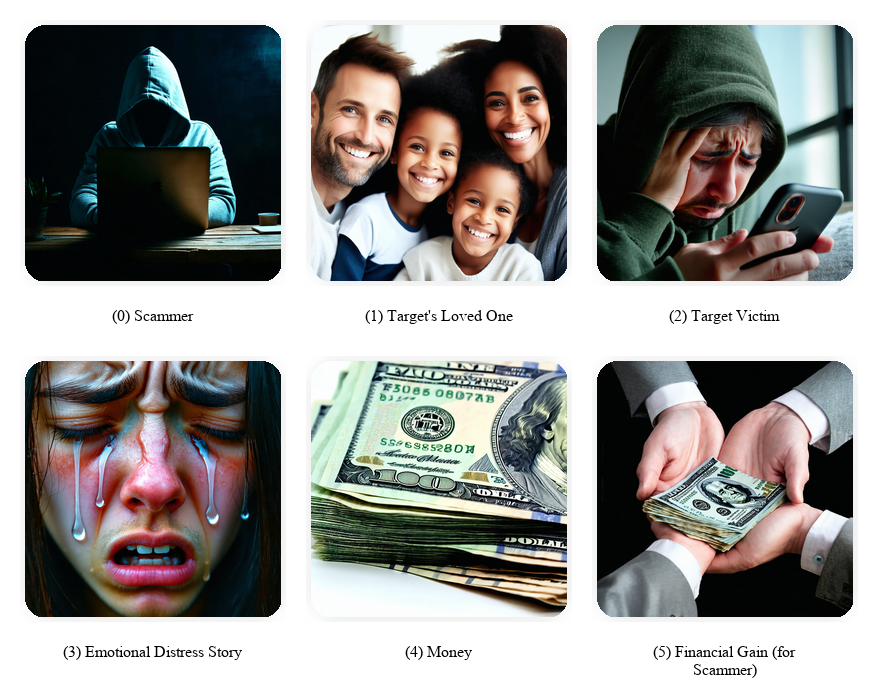 (0) Scammer
(1) Target's Loved One
(2) Target Victim
100
(3) Emotional Distress Story
(4) Money
(5) Financial Gain (for
Scammer)